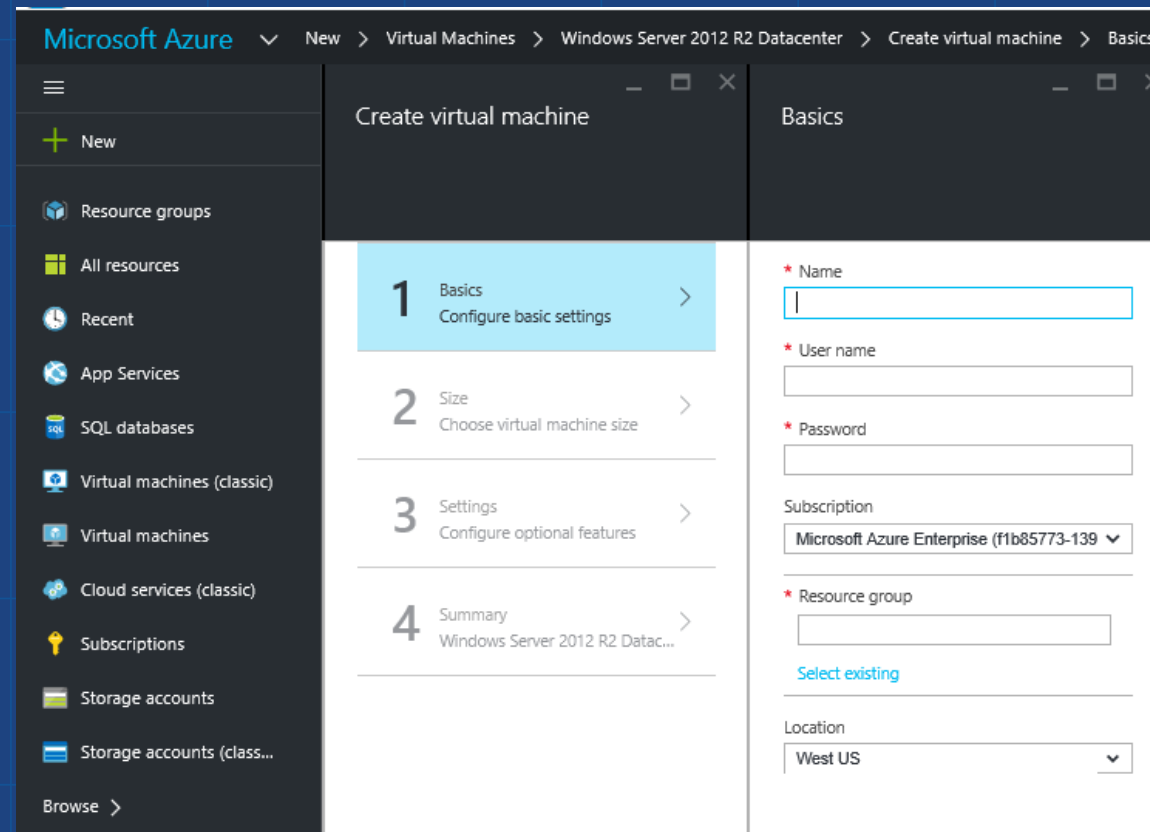 Microsoft Azure New > Virtual Machines > Windows Server 2012 R2 Datacenter > Create virtual machine > Basics
New
Resource groups
All resources
Recent
App Services
SQL databases
Virtual machines (classic)
Virtual machines
Cloud services (classic)
Subscriptions
Storage accounts
Storage accounts (class...
Browse >
Create virtual machine
1 Basics
Configure basic settings
2 Size
Choose virtual machine size
3 Settings
Configure optional features
4 Summary
Windows Server 2012 R2 Datac...
Basics
* Name
* User name
* Password
Subscription
Microsoft Azure Enterprise (f1b85773-139
* Resource group
Select existing
Location
West US